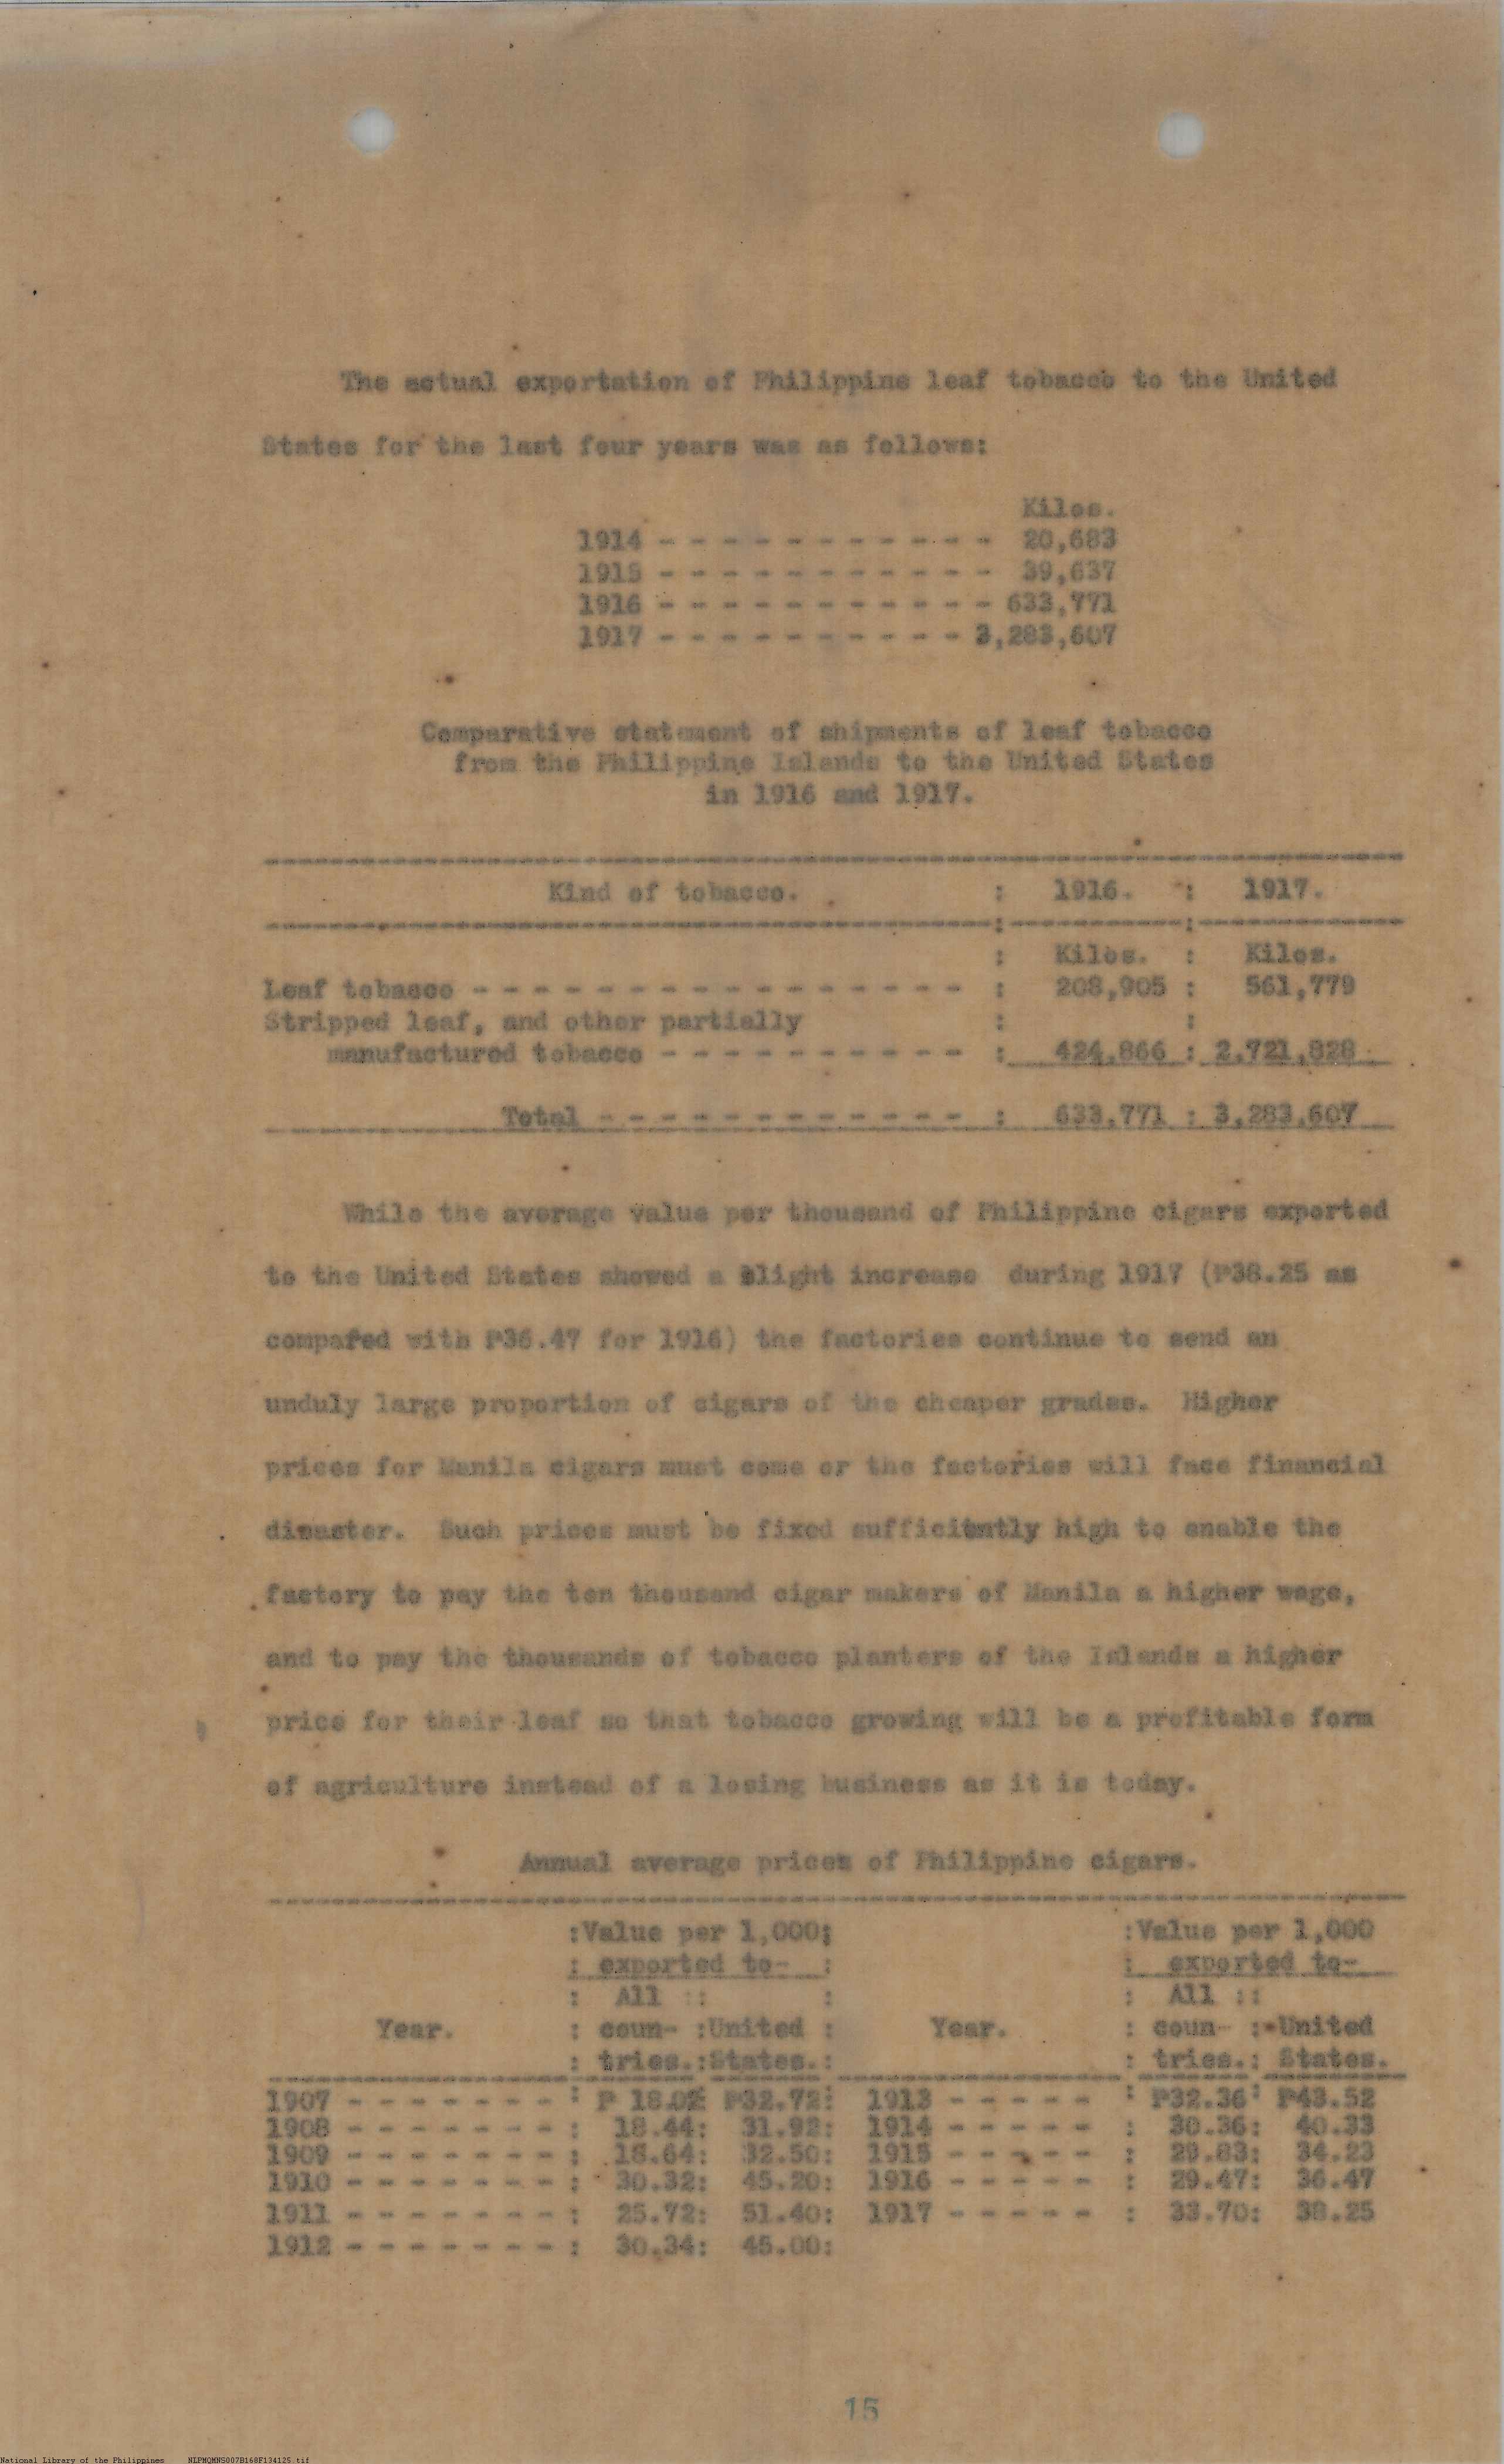 The actual exportation of Philippine leaf tobacco to the United
States for the last four years was as follows:
Kilos.
1914 - - - - - - - - - - - 20,683
1915 - - - - - - - - - - - 39,637
1916 - - - - - - - - - - - 633,771
1917 - - - - - - - - - - 3,283,607
Comparative statement of shipments of leaf tobacco
from the Philippine Islands to the United States
in 1916 and 1917.
Kind of tobacco. : 1916. : 1917.
: Kilos. : Kilos.
Leaf tobacco - - - - - - - - - - - - - - - - : 208,905 : 561,779
Stripped leaf, and other partially : :
manufactured tobacco - - - - - - - - - - : 424,866 : 2,721,828
Total - - - - - - - - - - - - : 633,771 : 3,283,607
While the average value per thousand of Philippine cigars exported
to the United States showed a slight increase during 1917 (₱38.25 as
compared with ₱36.47 for 1916) the factories continue to send an
unduly large proportion of cigars of the cheaper grades. Higher
prices for Manila cigars must come or the factories will face financial
disaster. Such prices must be fixed sufficiently high to enable the
factory to pay the ten thousand cigar makers of Manila a higher wage,
and to pay the thousands of tobacco planters of the Islands a higher
price for their leaf so that tobacco growing will be a profitable form
of agriculture instead of a losing business as it is today.
Annual average prices of Philippine cigars.
:Value per 1,000: :Value per 1,000
: exported to- : : exported to-
: All :: : : All ::
Year. : coun- :United : Year. : coun- : United
: tries.:States.: : tries.: States.
1907 - - - - - - - : ₱ 18.02 ₱32.72: 1913 - - - - - : ₱32.36: ₱43.52
1908 - - - - - - - : 18.44: 31.92: 1914 - - - - - : 30.36: 40.33
1909 - - - - - - - : 18.64: 32.50: 1915 - - - - - : 29.83: 34.23
1910 - - - - - - - : 30.32: 45.20: 1916 - - - - - : 29.47: 36.47
1911 - - - - - - - : 25.72: 51.40: 1917 - - - - - : 33.70: 38.25
1912 - - - - - - - : 30.34: 45.00:
15
National Library of the Philippines NLPMQMNS007B168F134125.tif